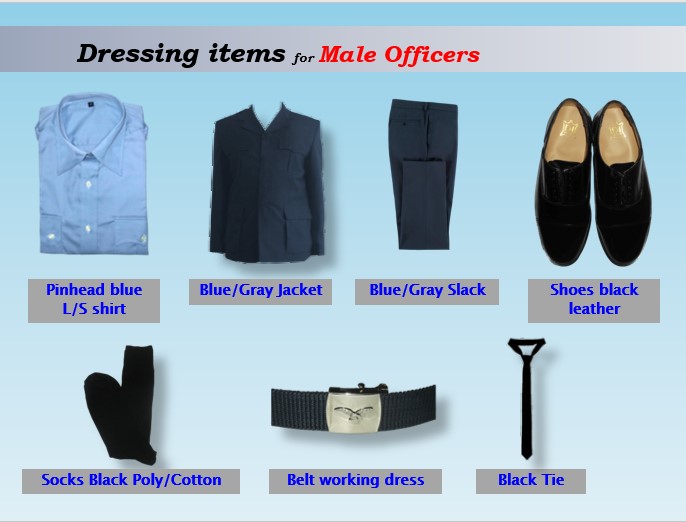 Dressing items for Male Officers
Pinhead blue
L/S shirt
Blue/Gray Jacket
Blue/Gray Slack
Shoes black
leather
Socks Black Poly/Cotton
Belt working dress
Black Tie